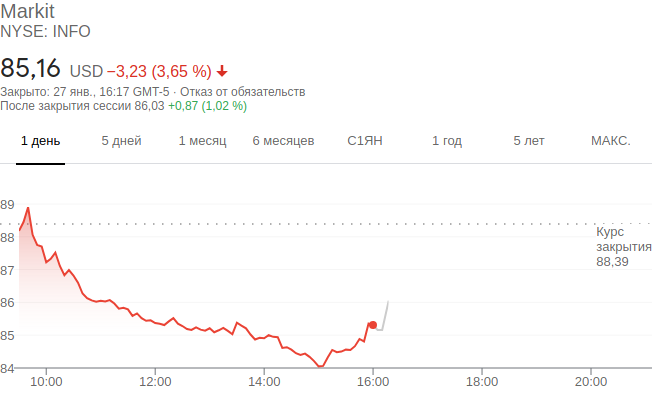 Markit
NYSE: INFO
85,16 USD −3,23 (3,65 %)
Закрыто: 27 янв., 16:17 GMT-5 · Отказ от обязательств
После закрытия сессии 86,03 +0,87 (1,02 %)
1 день 5 дней 1 месяц 6 месяцев С1ЯН 1 год 5 лет МАКС.
89
88
87
86
85
84
Курс
закрытия
88,39
10:00 12:00 14:00 16:00 18:00 20:00